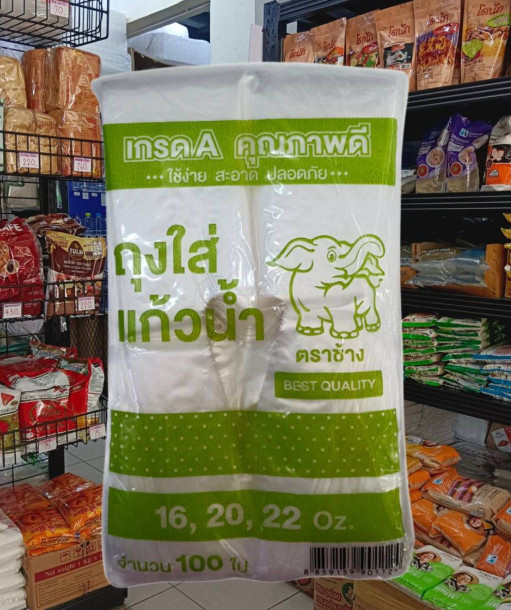 เกรดA คุณภาพดี
••• ใช้ง่าย สะอาด ปลอดภัย •••
ถุงใส่
แก้วน้ำ
ตราช้าง
BEST QUALITY
16, 20, 22 Oz.
จำนวน 100 ใบ